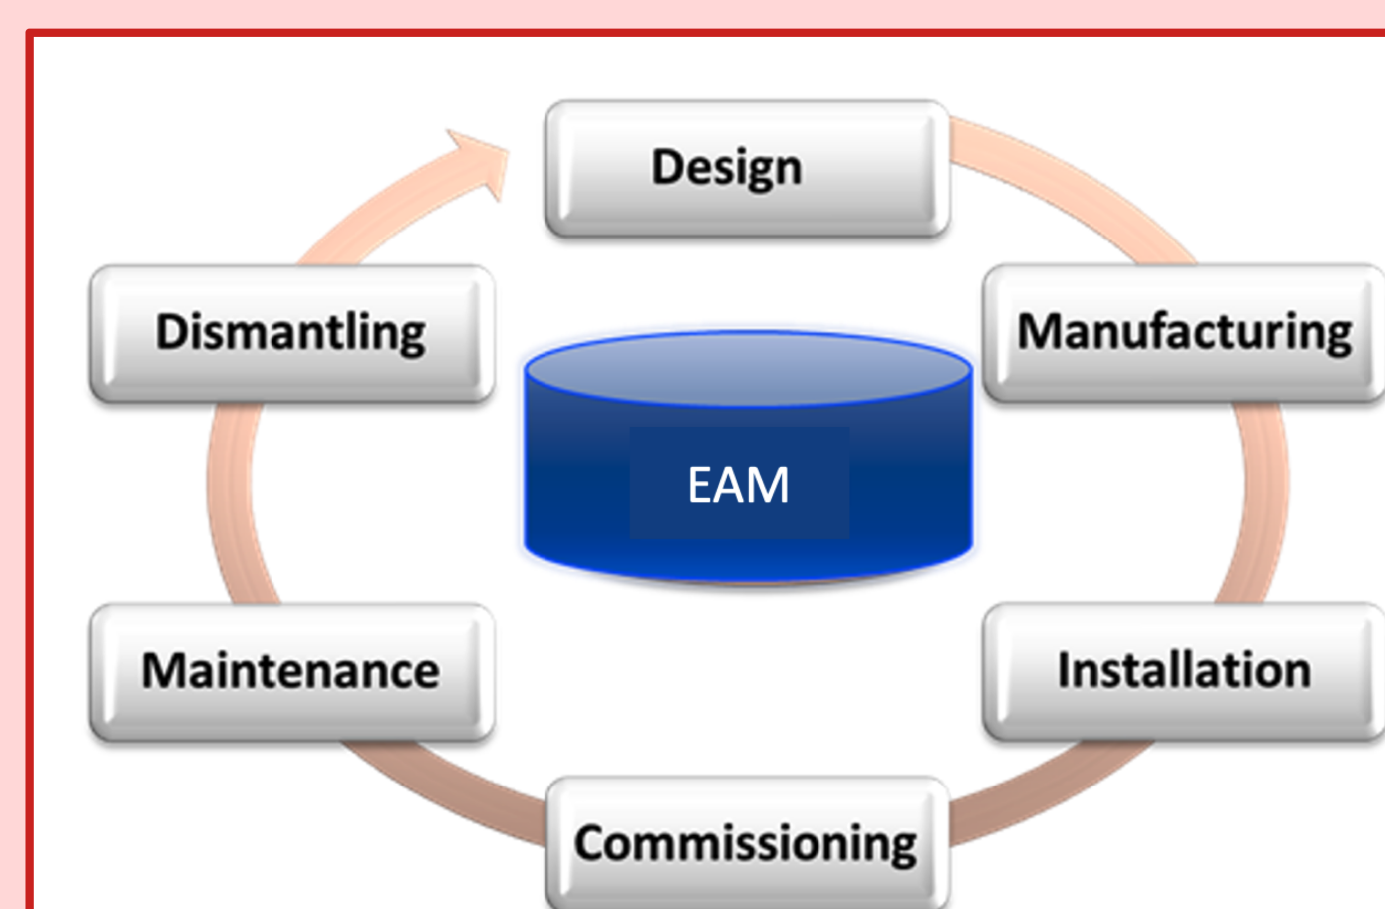 Design
Dismantling
Manufacturing
EAM
Maintenance
Installation
Commissioning